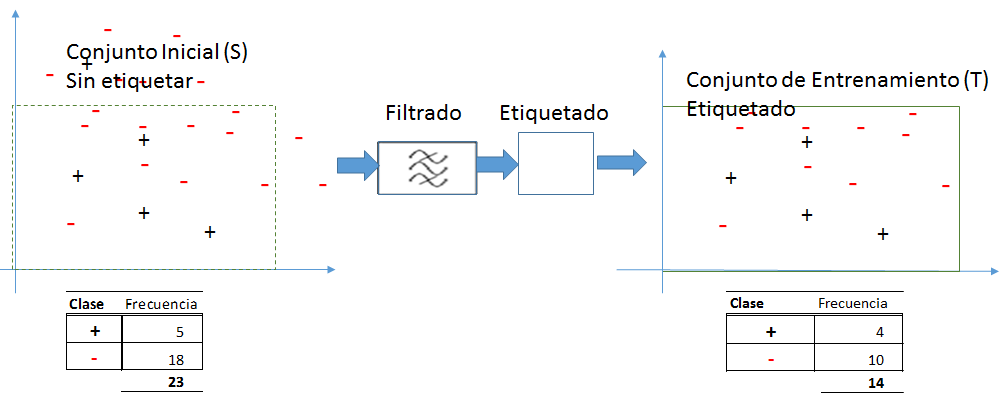 Conjunto Inicial (S)
Sin etiquetar
Filtrado
Etiquetado
Conjunto de Entrenamiento (T)
Etiquetado
Clase Frecuencia
+ 5
- 18
23
Clase Frecuencia
+ 4
- 10
14